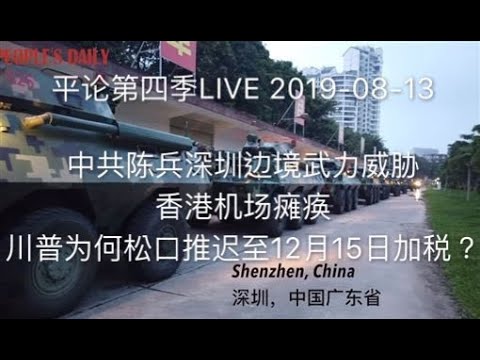 PEOPLE'S DAILY
平论第四季LIVE 2019-08-13
中共陈兵深圳边境武力威胁
香港机场瘫痪
川普为何松口推迟至12月15日加税？
Shenzhen, China
深圳，中国广东省